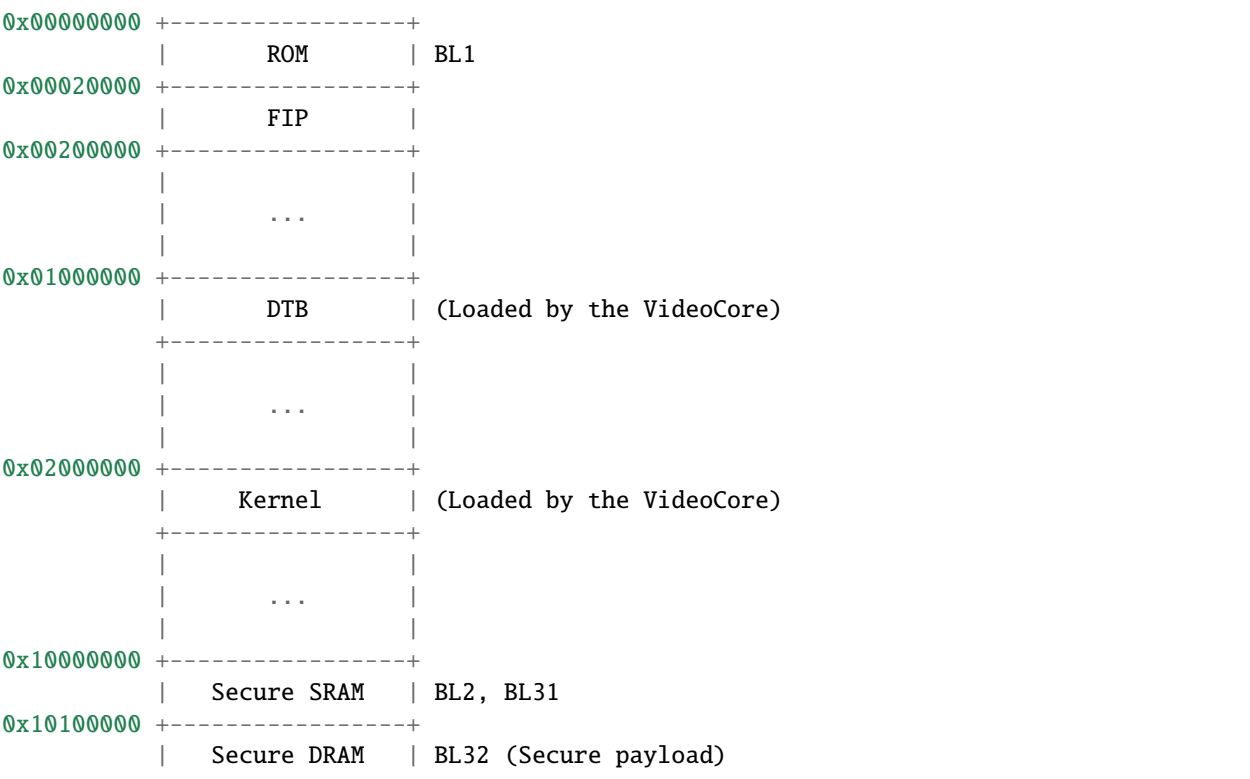 0x00000000 +-----------------+
           |       ROM       | BL1
0x00020000 +-----------------+
           |       FIP       |
0x00200000 +-----------------+
           |                 |
           |       ...       |
           |                 |
0x01000000 +-----------------+
           |       DTB       | (Loaded by the VideoCore)
           +-----------------+
           |                 |
           |       ...       |
           |                 |
0x02000000 +-----------------+
           |     Kernel      | (Loaded by the VideoCore)
           +-----------------+
           |                 |
           |       ...       |
           |                 |
0x10000000 +-----------------+
           |   Secure SRAM   | BL2, BL31
0x10100000 +-----------------+
           |   Secure DRAM   | BL32 (Secure payload)